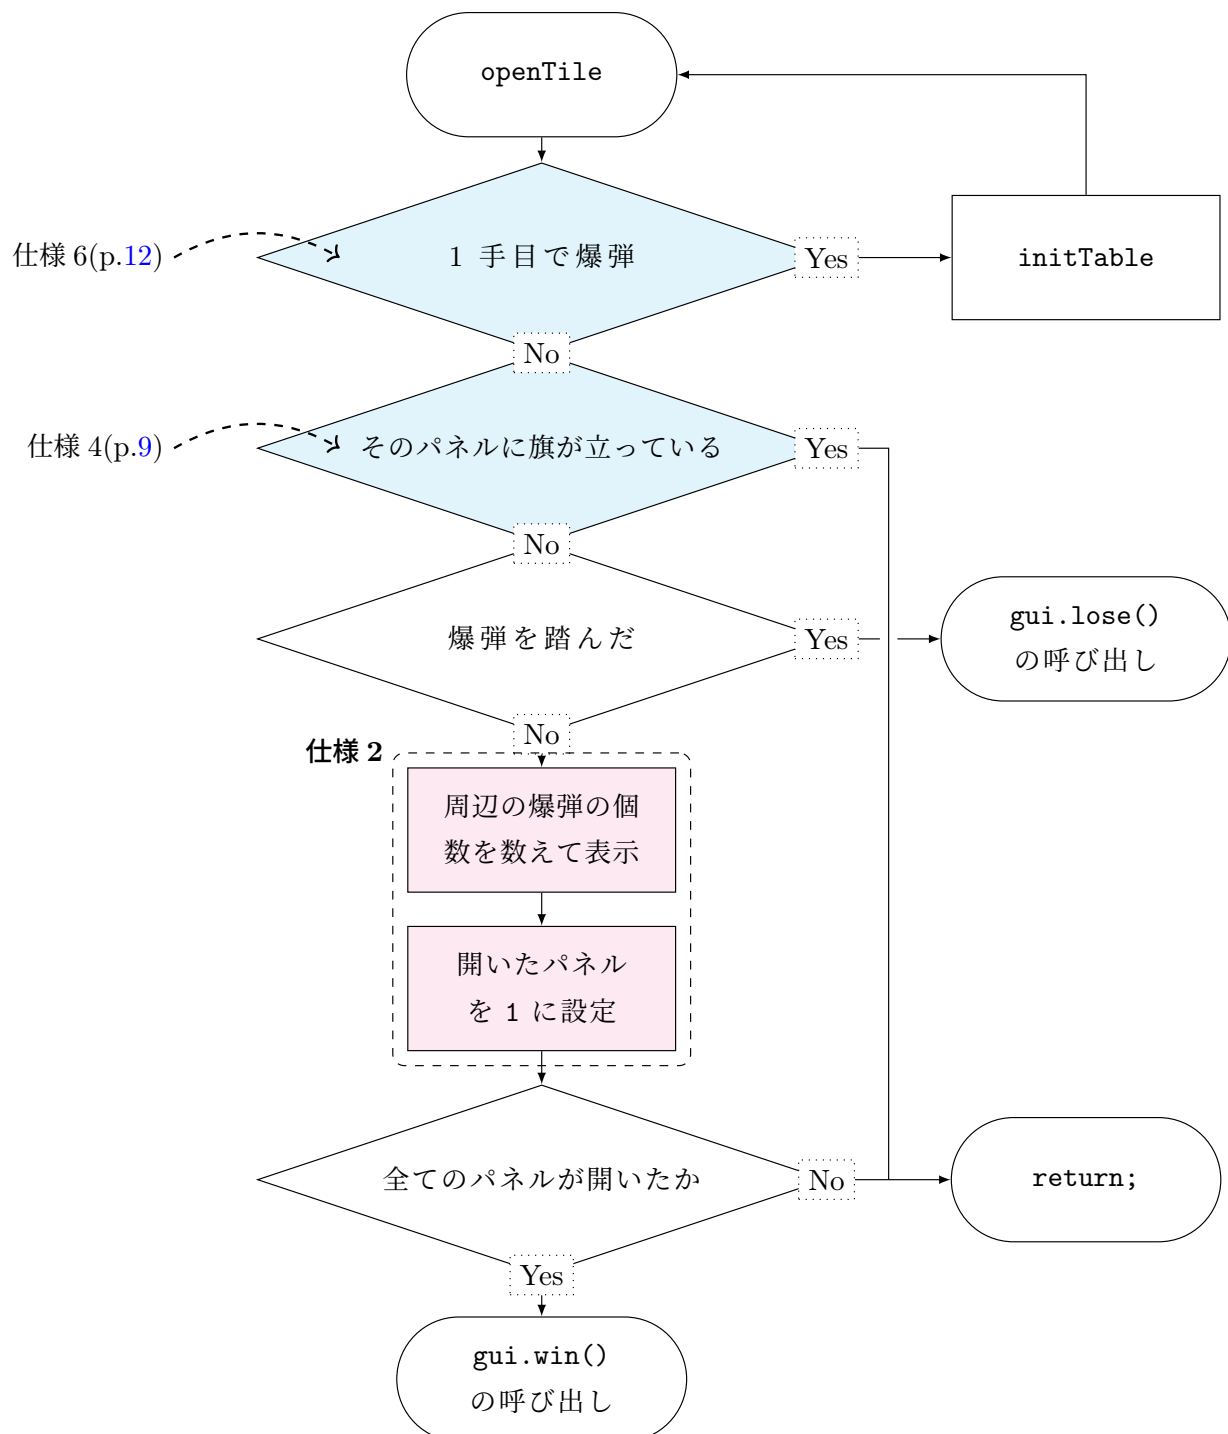 openTile
仕様 6(p.12)
1 手目で爆弾
Yes
initTable
No
仕様 4(p.9)
そのパネルに旗が立っている
Yes
No
爆弾を踏んだ
Yes
gui.lose()
の呼び出し
No
仕様 2
周辺の爆弾の個
数を数えて表示
開いたパネル
を 1 に設定
全てのパネルが開いたか
No
return;
Yes
gui.win()
の呼び出し